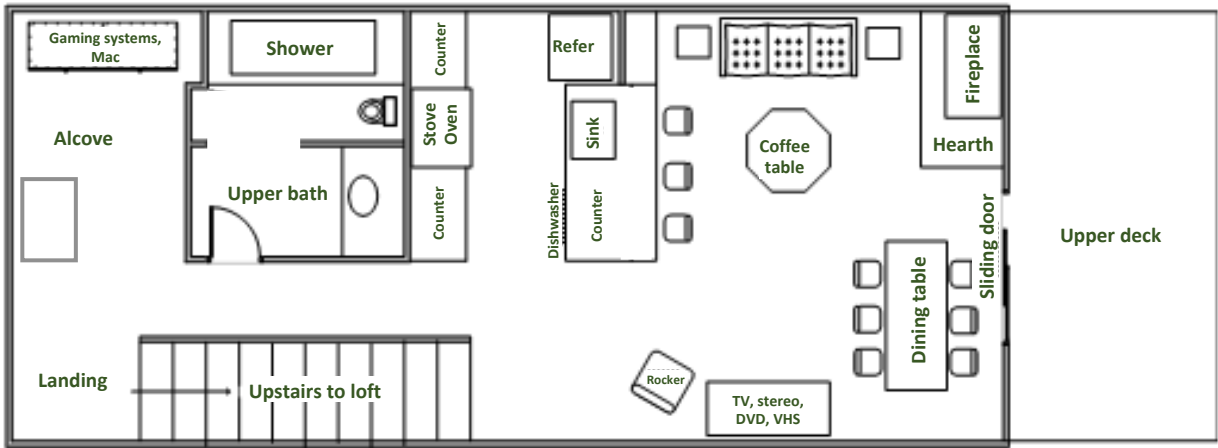 Gaming systems,
Mac
Shower
Counter
Refer
Fireplace
Alcove
Stove
Oven
Sink
Coffee
table
Hearth
Upper bath
Counter
Dishwasher
Counter
Sliding door
Upper deck
Dining table
Landing
Upstairs to loft
Rocker
TV, stereo,
DVD, VHS